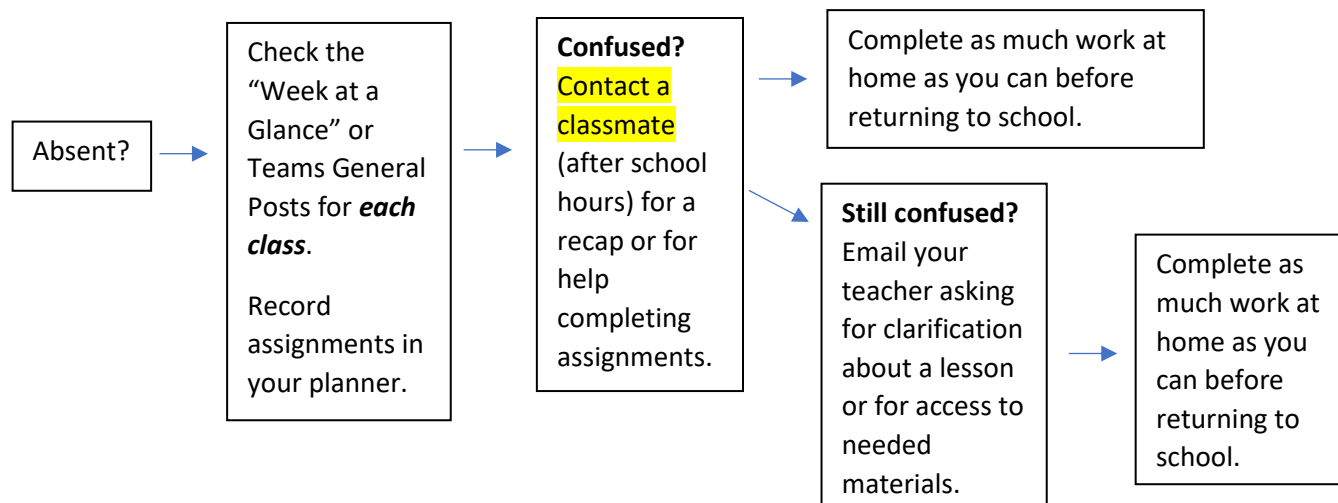 Absent?
Check the
“Week at a
Glance” or
Teams General
Posts for each
class.
Record
assignments in
your planner.
Confused?
Contact a
classmate
(after school
hours) for a
recap or for
help
completing
assignments.
Complete as much work at
home as you can before
returning to school.
Still confused?
Email your
teacher asking
for clarification
about a lesson
or for access to
needed
materials.
Complete as
much work at
home as you
can before
returning to
school.